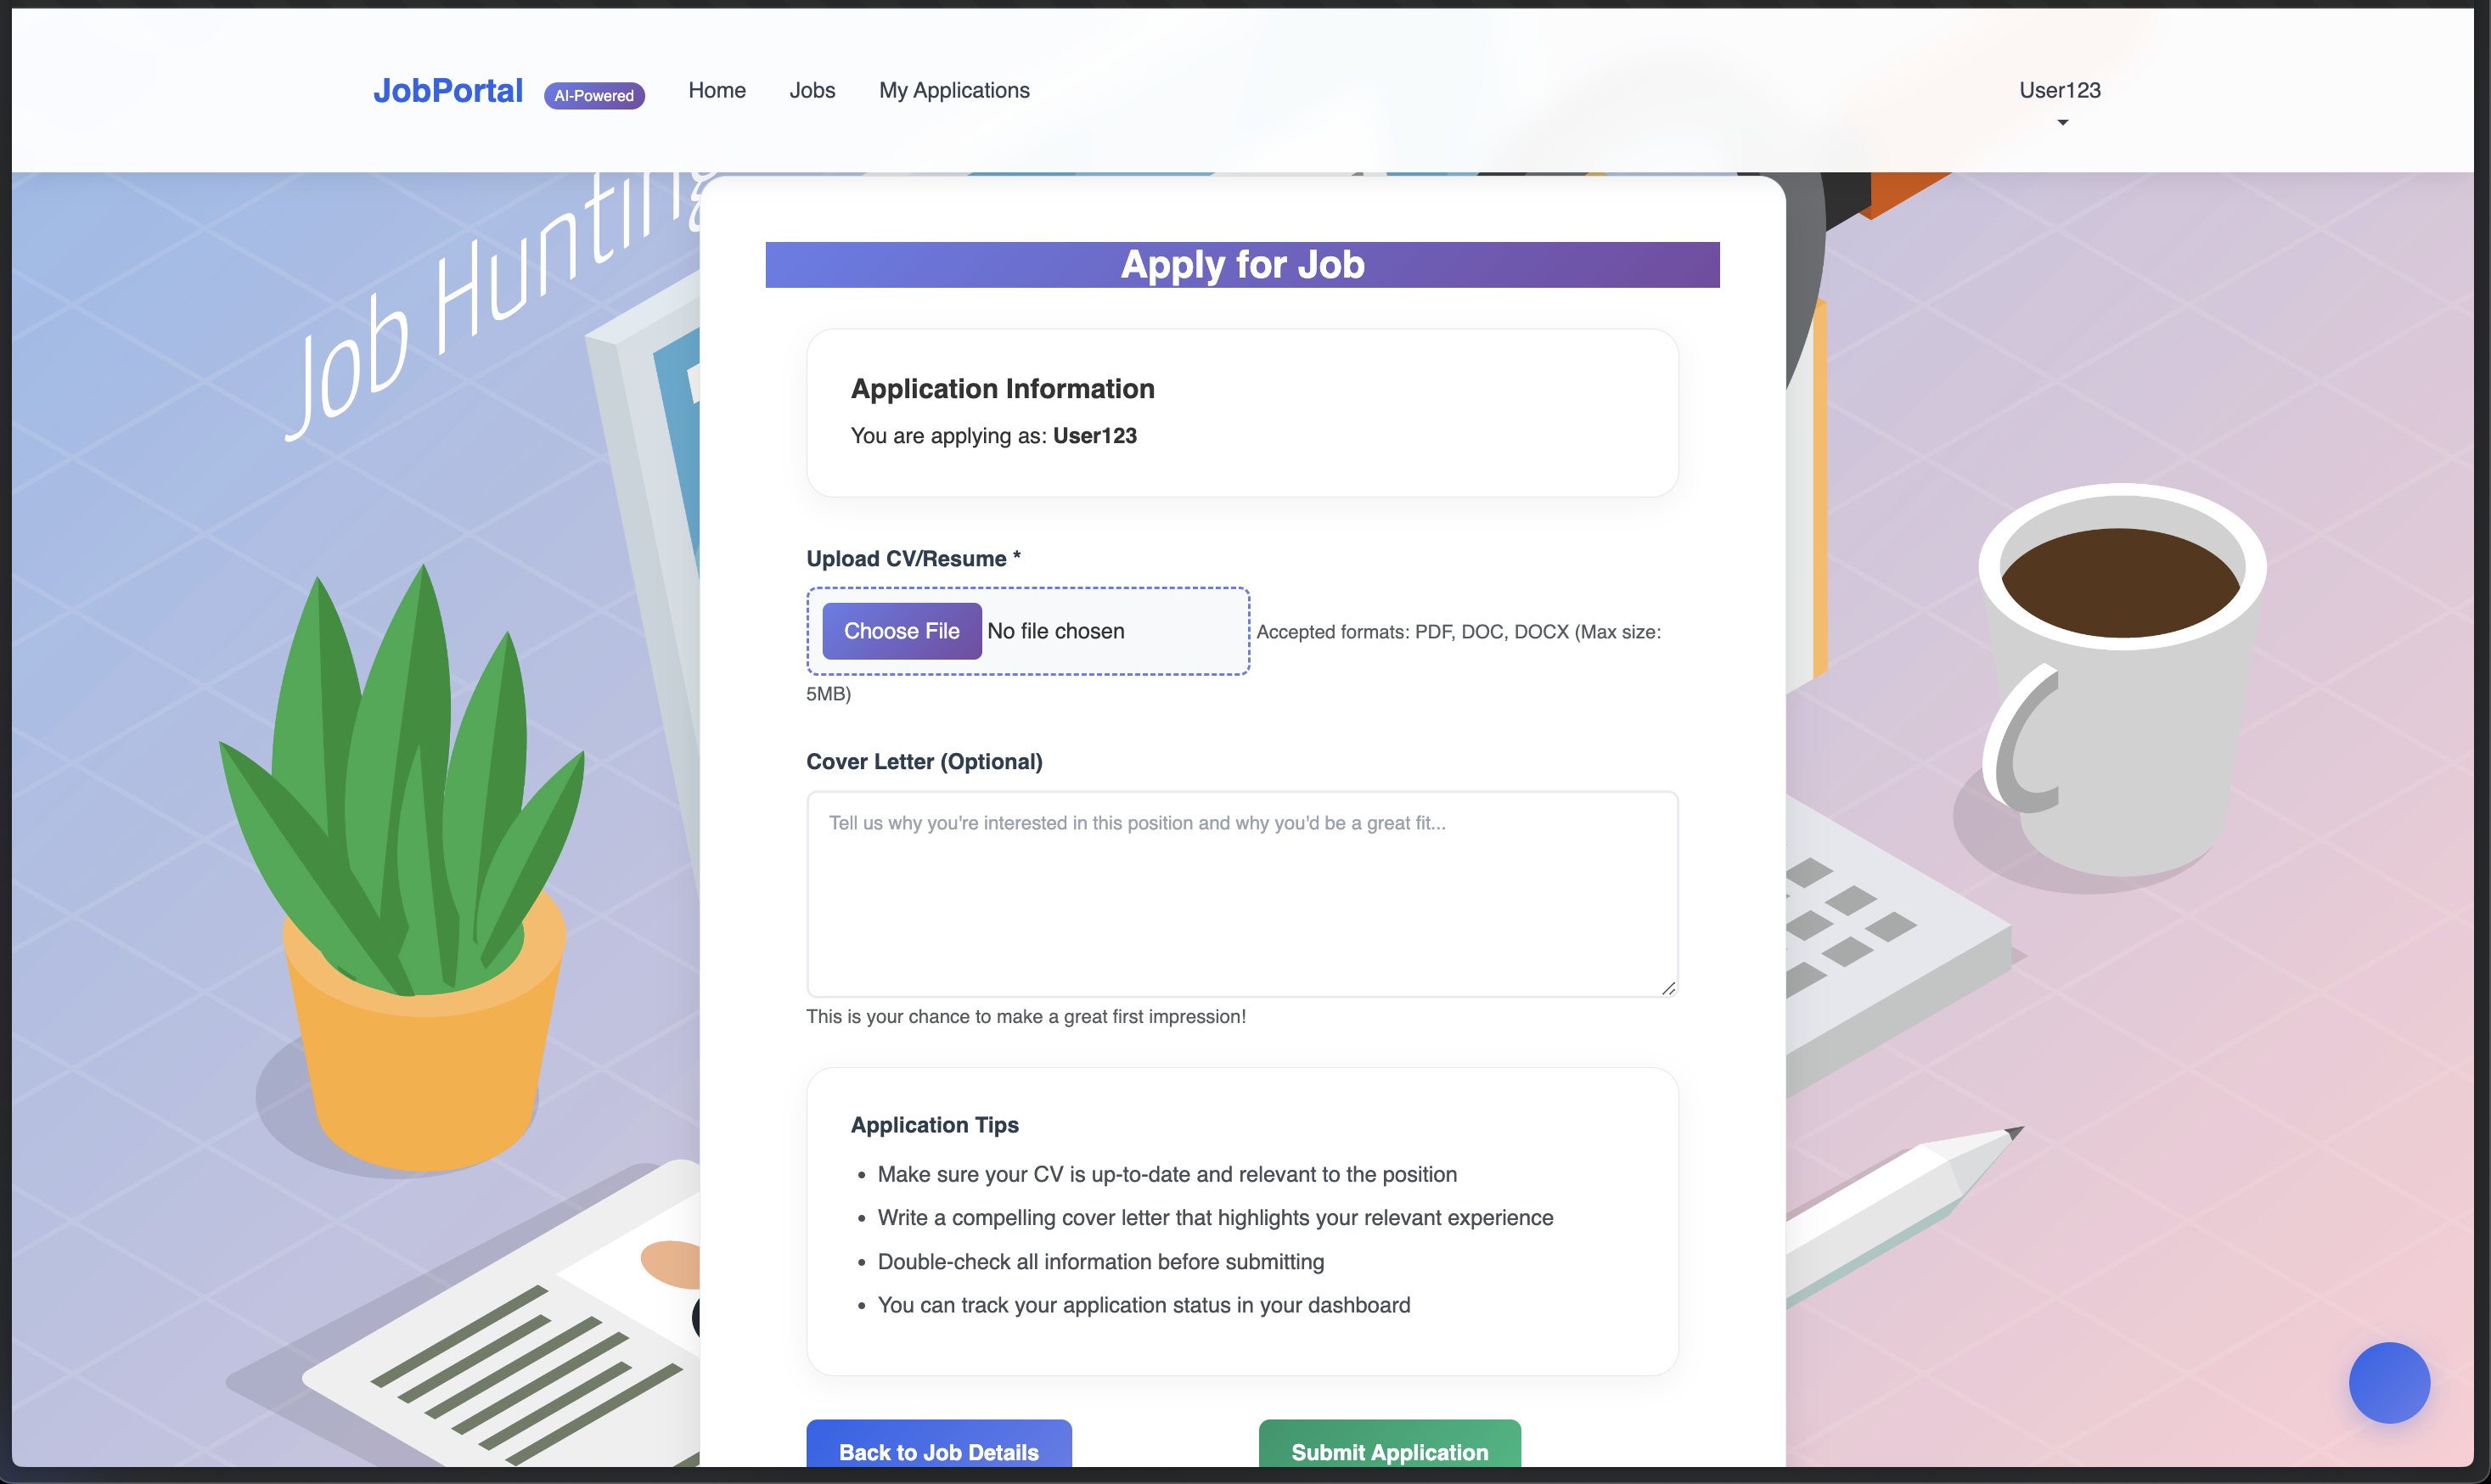 JobPortal AI-Powered Home Jobs My Applications User123
Job Hunting
Apply for Job
Application Information
You are applying as: User123
Upload CV/Resume *
Choose File No file chosen Accepted formats: PDF, DOC, DOCX (Max size:
5MB)
Cover Letter (Optional)
Tell us why you're interested in this position and why you'd be a great fit...
This is your chance to make a great first impression!
Application Tips
• Make sure your CV is up-to-date and relevant to the position
• Write a compelling cover letter that highlights your relevant experience
• Double-check all information before submitting
• You can track your application status in your dashboard
Back to Job Details Submit Application